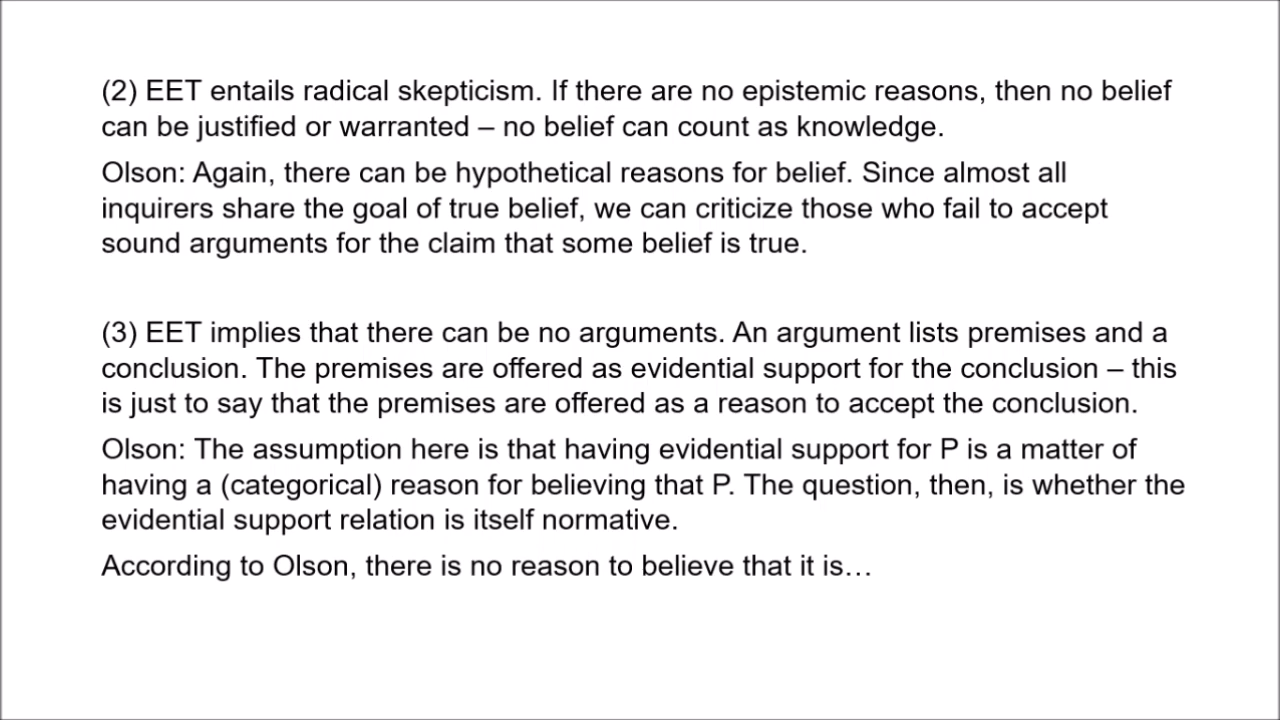 (2) EET entails radical skepticism. If there are no epistemic reasons, then no belief
can be justified or warranted – no belief can count as knowledge.
Olson: Again, there can be hypothetical reasons for belief. Since almost all
inquirers share the goal of true belief, we can criticize those who fail to accept
sound arguments for the claim that some belief is true.
(3) EET implies that there can be no arguments. An argument lists premises and a
conclusion. The premises are offered as evidential support for the conclusion – this
is just to say that the premises are offered as a reason to accept the conclusion.
Olson: The assumption here is that having evidential support for P is a matter of
having a (categorical) reason for believing that P. The question, then, is whether the
evidential support relation is itself normative.
According to Olson, there is no reason to believe that it is…